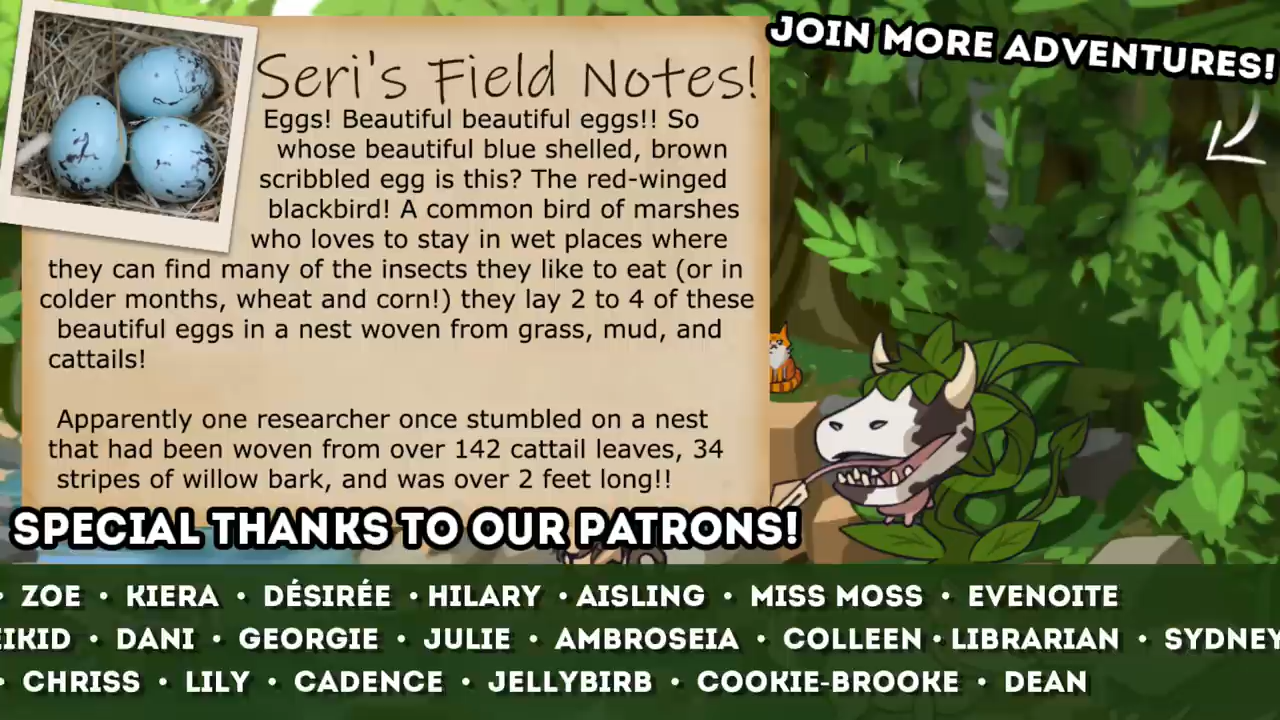 Seri's Field Notes!
Eggs! Beautiful beautiful eggs!! So
whose beautiful blue shelled, brown
scribbled egg is this? The red-winged
blackbird! A common bird of marshes
who loves to stay in wet places where
they can find many of the insects they like to eat (or in
colder months, wheat and corn!) they lay 2 to 4 of these
beautiful eggs in a nest woven from grass, mud, and
cattails!
Apparently one researcher once stumbled on a nest
that had been woven from over 142 cattail leaves, 34
stripes of willow bark, and was over 2 feet long!!
JOIN MORE ADVENTURES!
SPECIAL THANKS TO OUR PATRONS!
• ZOE • KIERA • DÉSIRÉE • HILARY • AISLING • MISS MOSS • EVENOITE
• DANI • GEORGIE • JULIE • AMBROSEIA • COLLEEN • LIBRARIAN • SYDNEY
• CHRISS • LILY • CADENCE • JELLYBIRB • COOKIE-BROOKE • DEAN